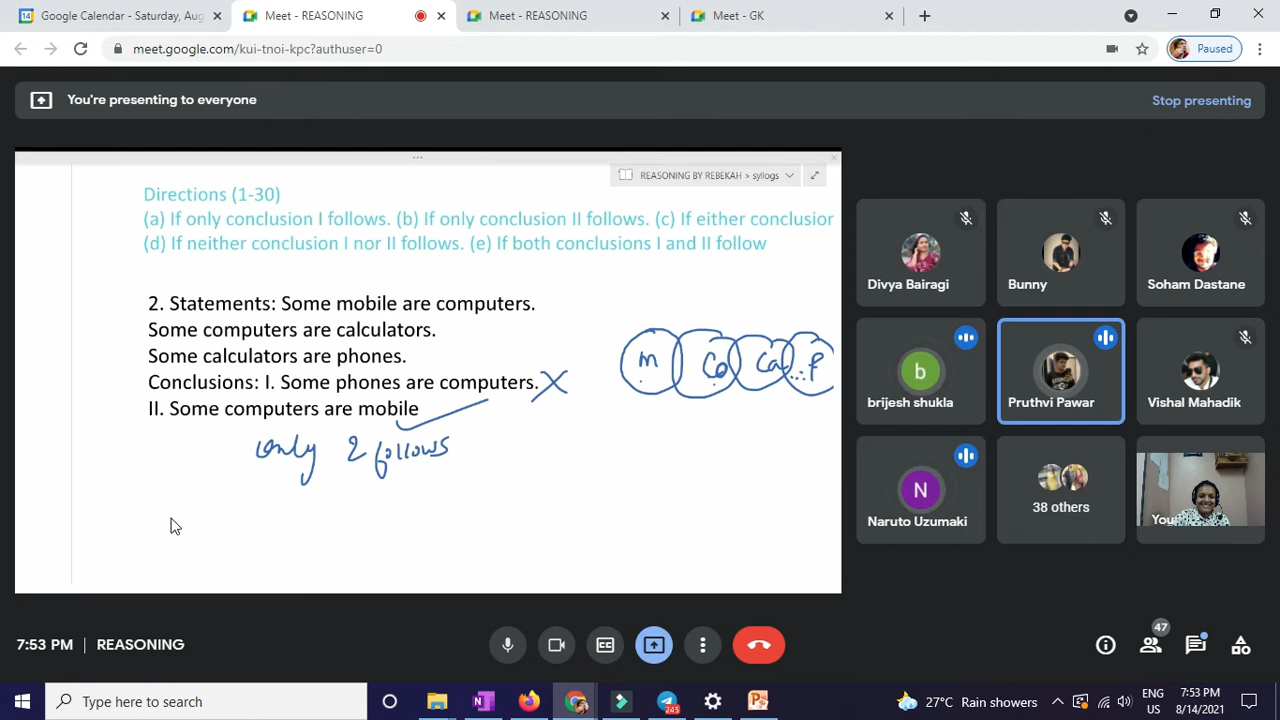 Google Calendar - Saturday, Aug
Meet - REASONING
Meet - REASONING
Meet - GK
meet.google.com/kui-tnoi-kpc?authuser=0
Paused
You're presenting to everyone
Stop presenting
REASONING BY REBEKAH > syllogs
Directions (1-30)
(a) If only conclusion I follows. (b) If only conclusion II follows. (c) If either conclusion
(d) If neither conclusion I nor II follows. (e) If both conclusions I and II follow
2. Statements: Some mobile are computers.
Some computers are calculators.
Some calculators are phones.
Conclusions: I. Some phones are computers.
II. Some computers are mobile
only 2 follows
m Co Ca P
Divya Bairagi
Bunny
Soham Dastane
b
brijesh shukla
Pruthvi Pawar
Vishal Mahadik
N
Naruto Uzumaki
38 others
You
7:53 PM | REASONING
47
Type here to search
245
27°C Rain showers
ENG
US
7:53 PM
8/14/2021